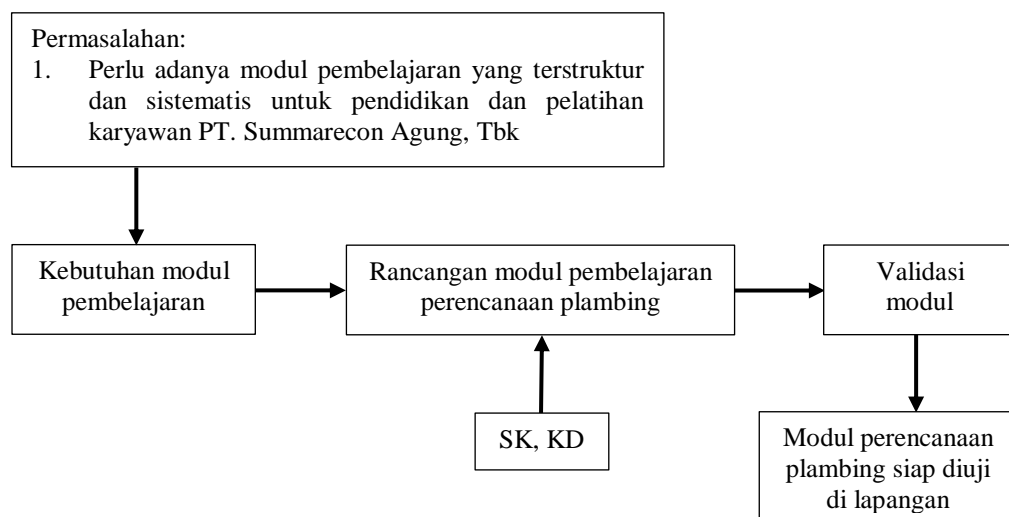 Permasalahan:
1. Perlu adanya modul pembelajaran yang terstruktur
dan sistematis untuk pendidikan dan pelatihan
karyawan PT. Summarecon Agung, Tbk
Kebutuhan modul
pembelajaran
Rancangan modul pembelajaran
perencanaan plambing
Validasi
modul
SK, KD
Modul perencanaan
plambing siap diuji
di lapangan